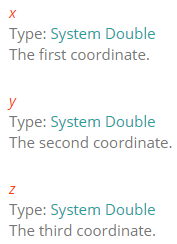 x
Type: System Double
The first coordinate.
y
Type: System Double
The second coordinate.
z
Type: System Double
The third coordinate.